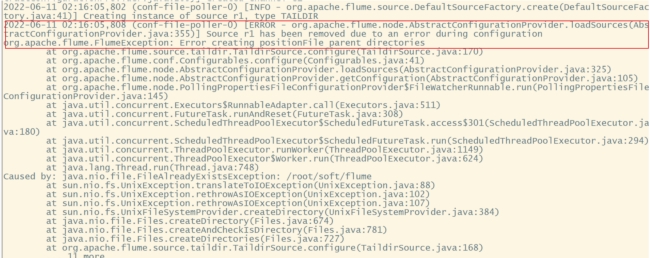 2022-06-11 02:16:05,802 (conf-file-poller-0) [INFO - org.apache.flume.source.DefaultSourceFactory.create(DefaultSourceFac
tory.java:41)] Creating instance of source r1, type TAILDIR
2022-06-11 02:16:05,808 (conf-file-poller-0) [ERROR - org.apache.flume.node.AbstractConfigurationProvider.loadSources(Abs
tractConfigurationProvider.java:355)] Source r1 has been removed due to an error during configuration
org.apache.flume.FlumeException: Error creating positionFile parent directories
at org.apache.flume.source.taildir.TaildirSource.configure(TaildirSource.java:170)
at org.apache.flume.conf.Configurables.configure(Configurables.java:41)
at org.apache.flume.node.AbstractConfigurationProvider.loadSources(AbstractConfigurationProvider.java:325)
at org.apache.flume.node.AbstractConfigurationProvider.getConfiguration(AbstractConfigurationProvider.java:105)
at org.apache.flume.node.PollingPropertiesFileConfigurationProvider$FileWatcherRunnable.run(PollingPropertiesFile
ConfigurationProvider.java:145)
at java.util.concurrent.Executors$RunnableAdapter.call(Executors.java:511)
at java.util.concurrent.FutureTask.runAndReset(FutureTask.java:308)
at java.util.concurrent.ScheduledThreadPoolExecutor$ScheduledFutureTask.access$301(ScheduledThreadPoolExecutor.ja
va:180)
at java.util.concurrent.ScheduledThreadPoolExecutor$ScheduledFutureTask.run(ScheduledThreadPoolExecutor.java:294)
at java.util.concurrent.ThreadPoolExecutor.runWorker(ThreadPoolExecutor.java:1149)
at java.util.concurrent.ThreadPoolExecutor$Worker.run(ThreadPoolExecutor.java:624)
at java.lang.Thread.run(Thread.java:748)
Caused by: java.nio.file.FileAlreadyExistsException: /root/soft/flume
at sun.nio.fs.UnixException.translateToIOException(UnixException.java:88)
at sun.nio.fs.UnixException.rethrowAsIOException(UnixException.java:102)
at sun.nio.fs.UnixException.rethrowAsIOException(UnixException.java:107)
at sun.nio.fs.UnixFileSystemProvider.createDirectory(UnixFileSystemProvider.java:384)
at java.nio.file.Files.createDirectory(Files.java:674)
at java.nio.file.Files.createAndCheckIsDirectory(Files.java:781)
at java.nio.file.Files.createDirectories(Files.java:727)
at org.apache.flume.source.taildir.TaildirSource.configure(TaildirSource.java:168)
11 more